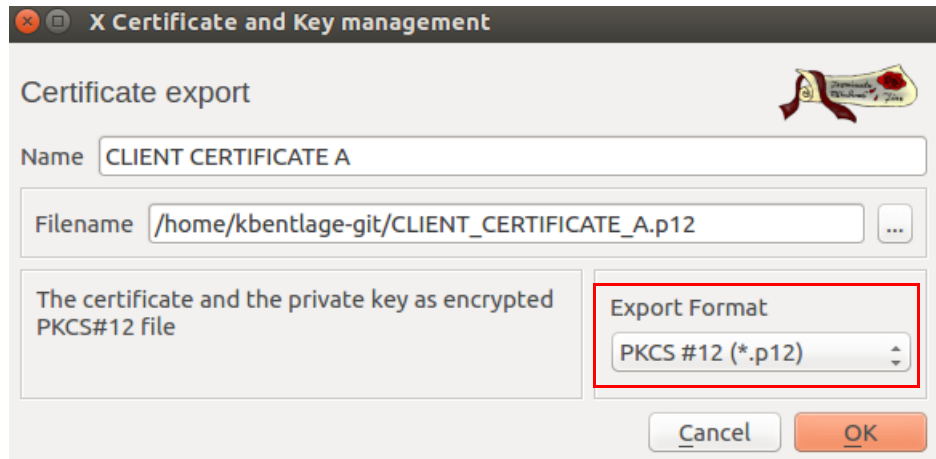 X Certificate and Key management
Certificate export
Name CLIENT CERTIFICATE A
Filename /home/kbentlage-git/CLIENT_CERTIFICATE_A.p12 ...
The certificate and the private key as encrypted
PKCS#12 file
Export Format
PKCS #12 (*.p12)
Cancel OK